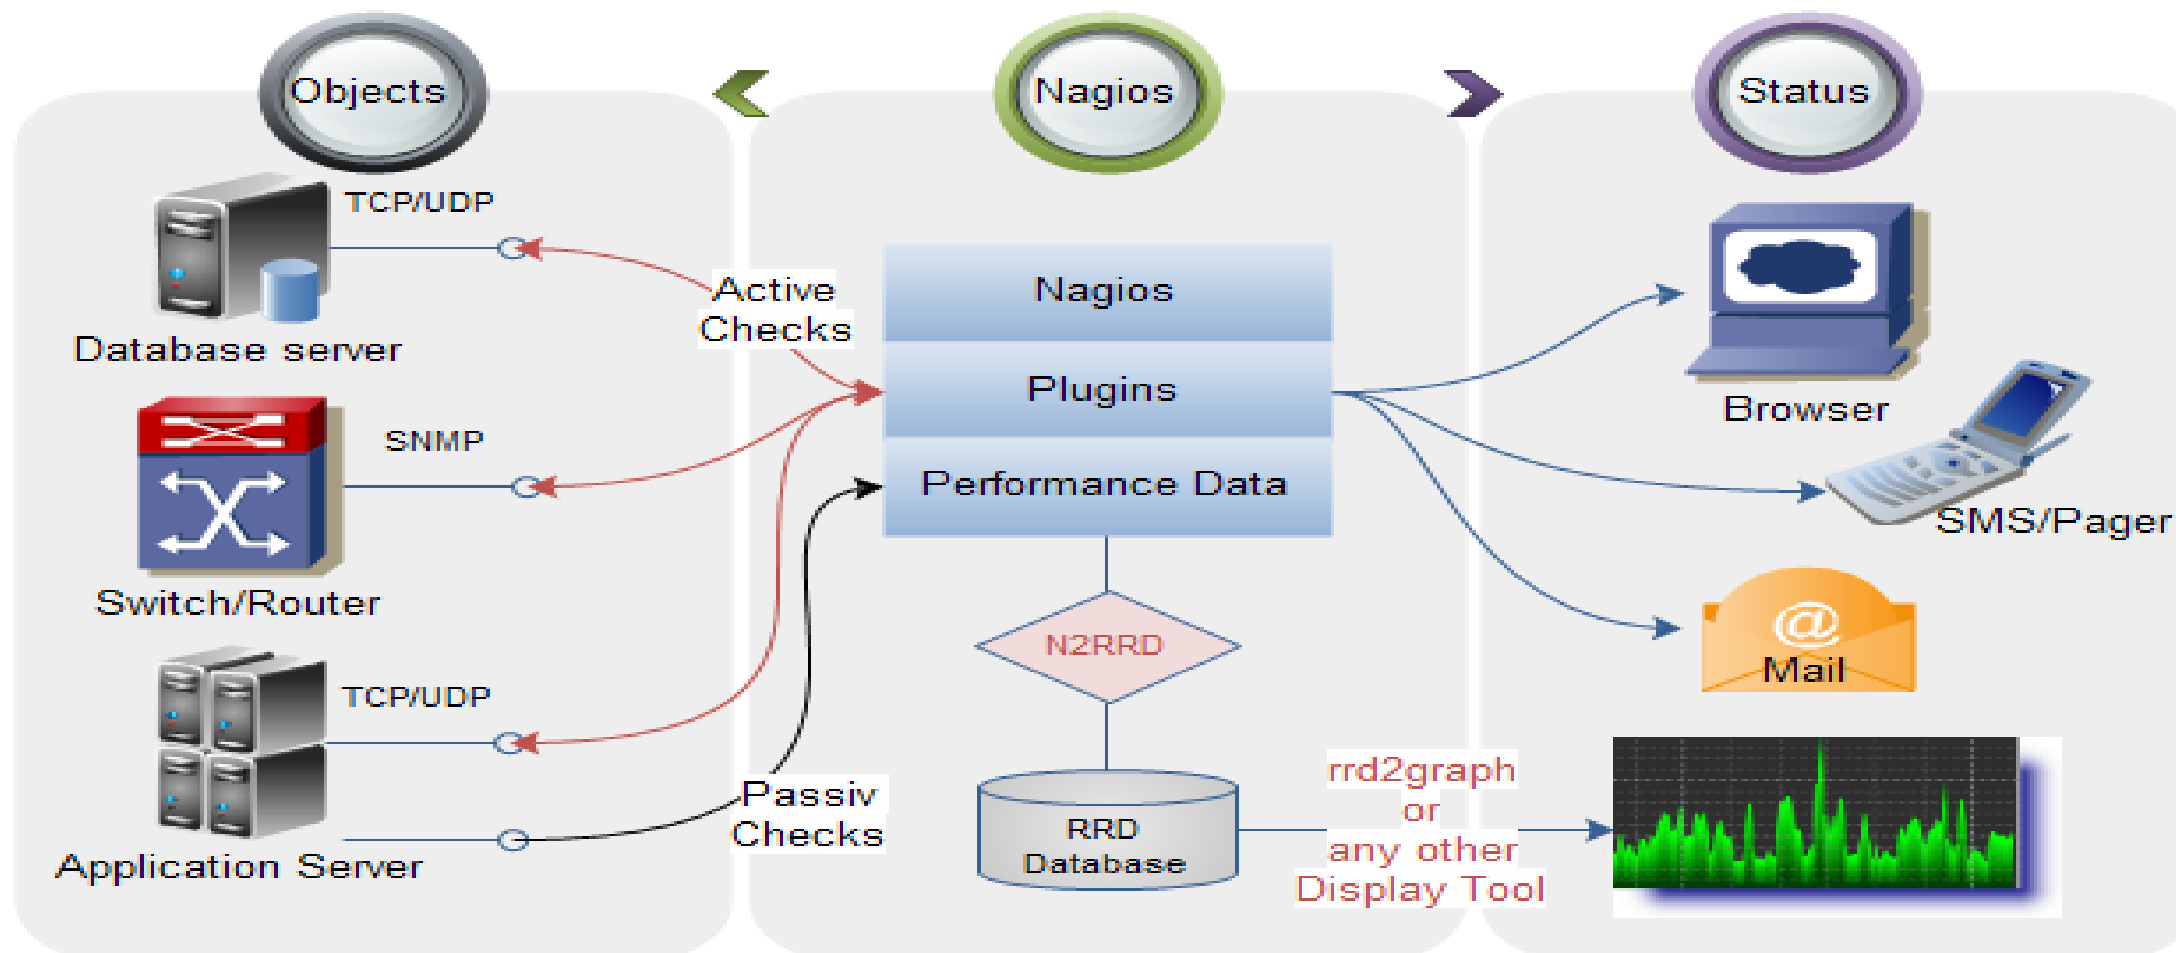 Objects
Nagios
Status
TCP/UDP
Database server
SNMP
Switch/Router
TCP/UDP
Application Server
Active
Checks
Passiv
Checks
Nagios
Plugins
Performance Data
N2RRD
RRD
Database
rrd2graph
or
any other
Display Tool
Browser
SMS/Pager
@
Mail